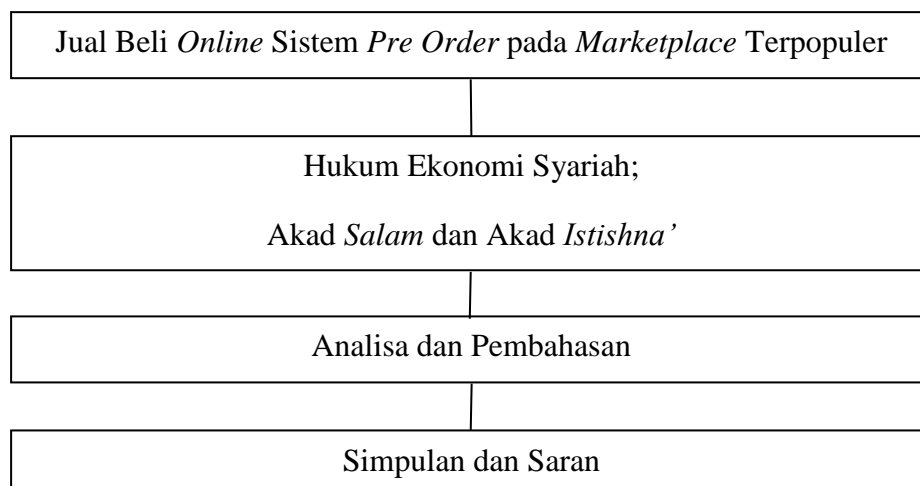 Jual Beli Online Sistem Pre Order pada Marketplace Terpopuler
Hukum Ekonomi Syariah;
Akad Salam dan Akad Istishna’
Analisa dan Pembahasan
Simpulan dan Saran